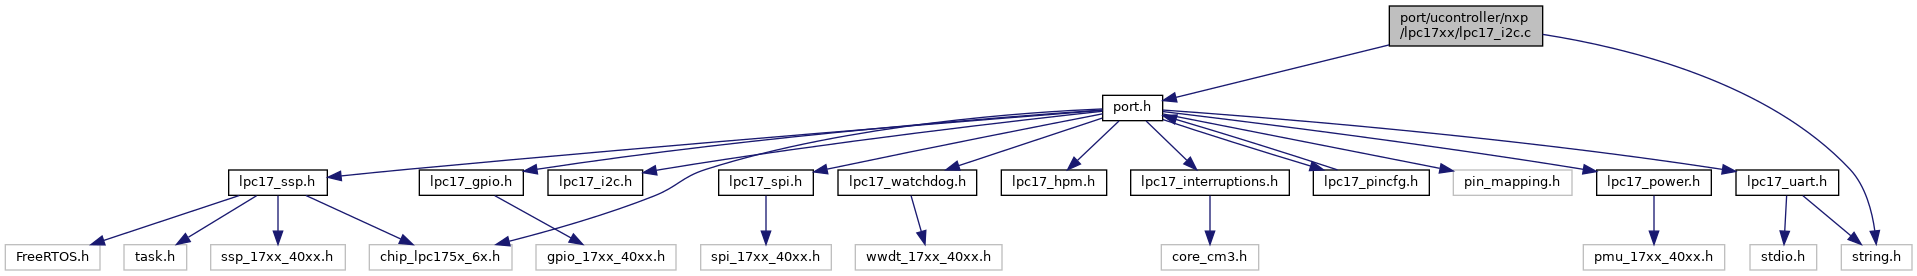 port/ucontroller/nxp
/lpc17xx/lpc17_i2c.c
port.h
lpc17_ssp.h
lpc17_gpio.h
lpc17_i2c.h
lpc17_spi.h
lpc17_watchdog.h
lpc17_hpm.h
lpc17_interruptions.h
lpc17_pincfg.h
pin_mapping.h
lpc17_power.h
lpc17_uart.h
FreeRTOS.h
task.h
ssp_17xx_40xx.h
chip_lpc175x_6x.h
gpio_17xx_40xx.h
spi_17xx_40xx.h
wwdt_17xx_40xx.h
core_cm3.h
pmu_17xx_40xx.h
stdio.h
string.h